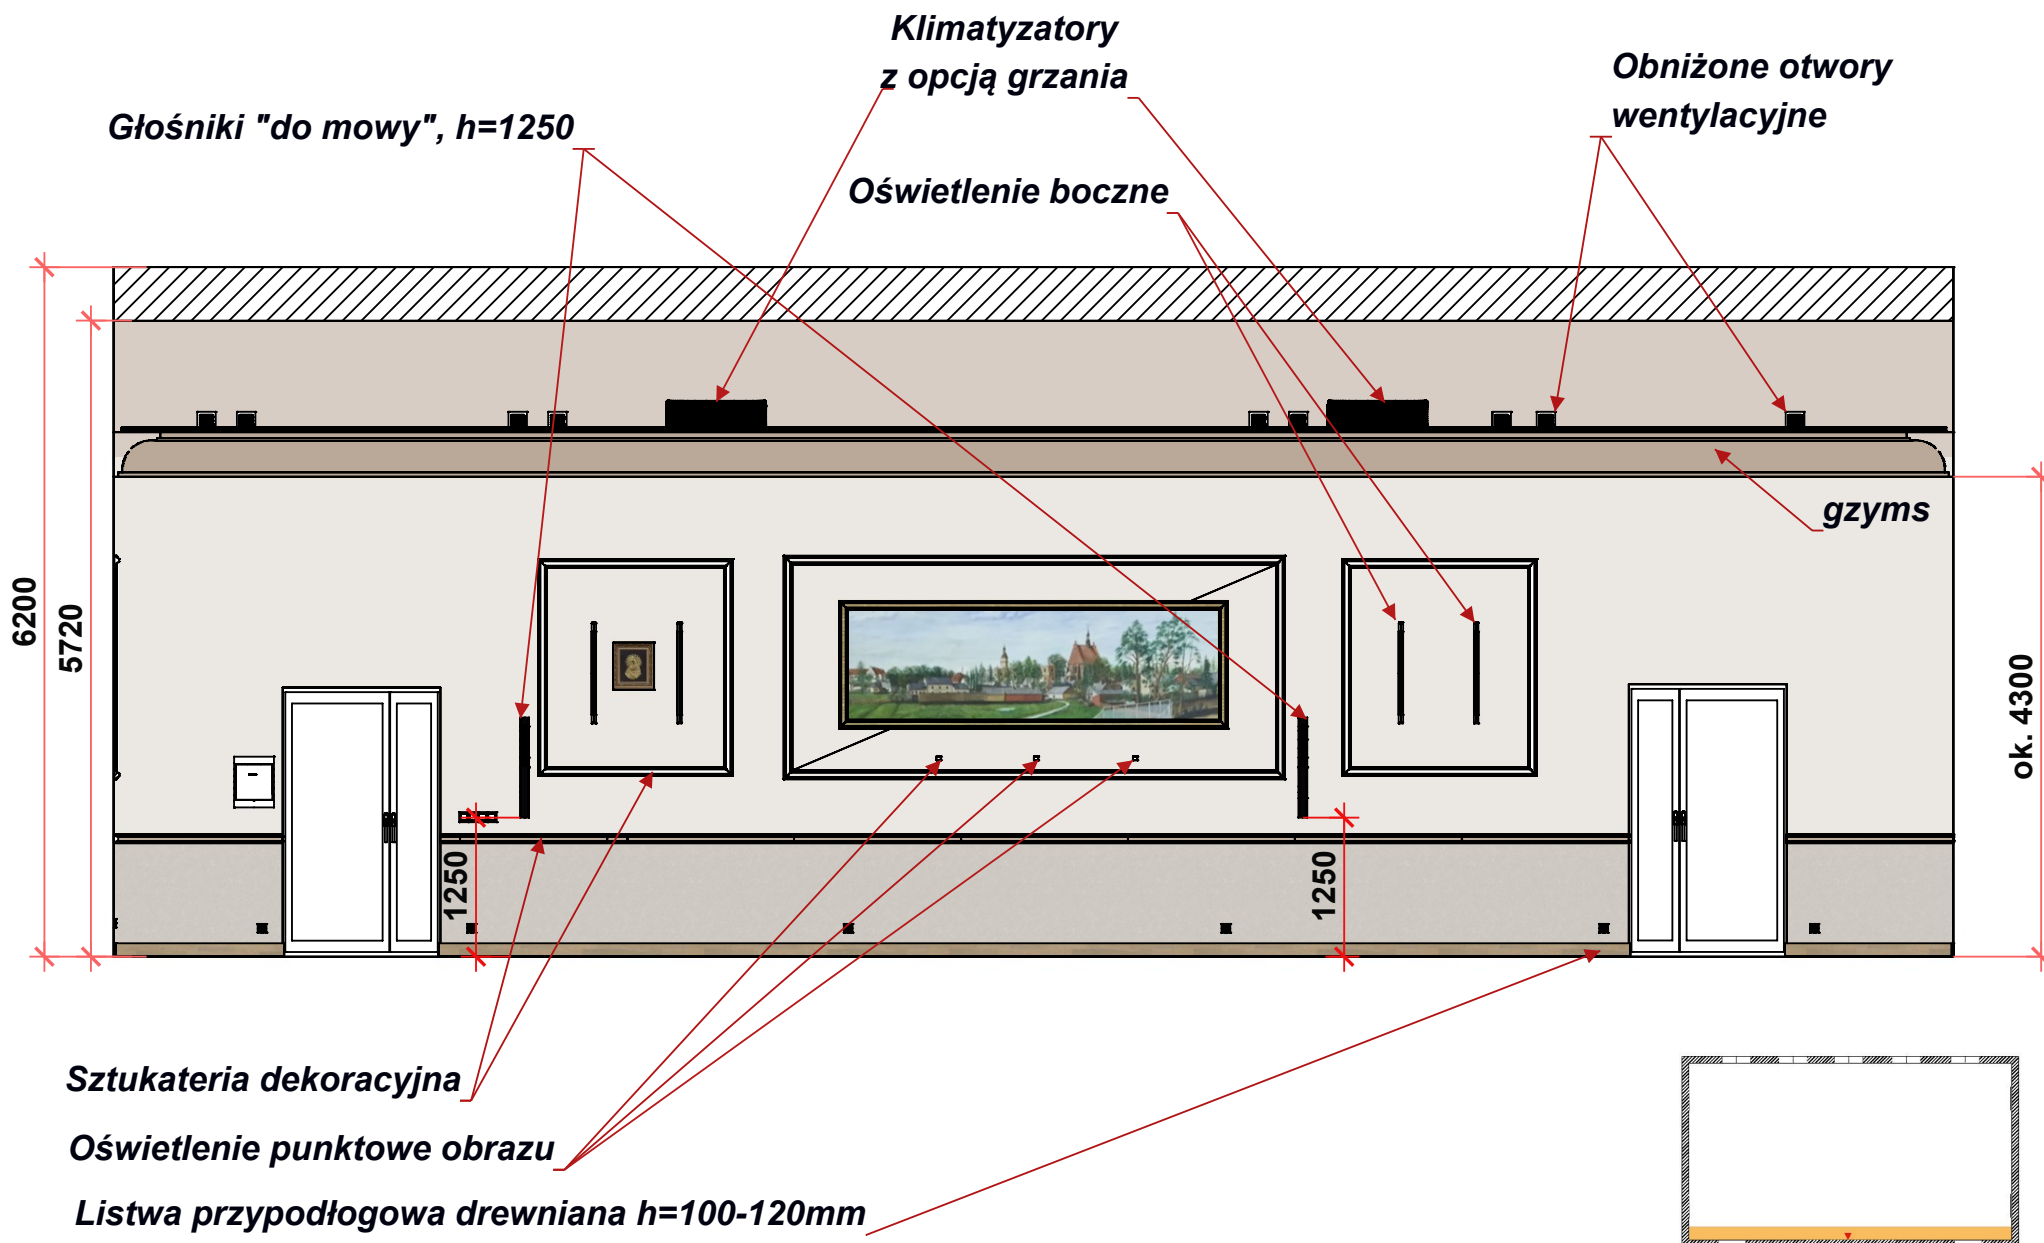 Klimatyzatory
z opcją grzania
Obniżone otwory
wentylacyjne
Głośniki "do mowy", h=1250
Oświetlenie boczne
gzyms
6200
5720
ok. 4300
1250
1250
Sztukateria dekoracyjna
Oświetlenie punktowe obrazu
Listwa przypodłogowa drewniana h=100-120mm